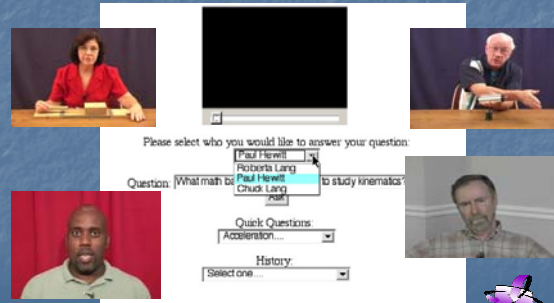 Please select who you would like to answer your question:
Paul Hewitt
Roberta Lang
Paul Hewitt
Chuck Lang
Question: What math ba to study kinematics?
Ask
Quick Questions:
Acceleration....
History:
Select one....